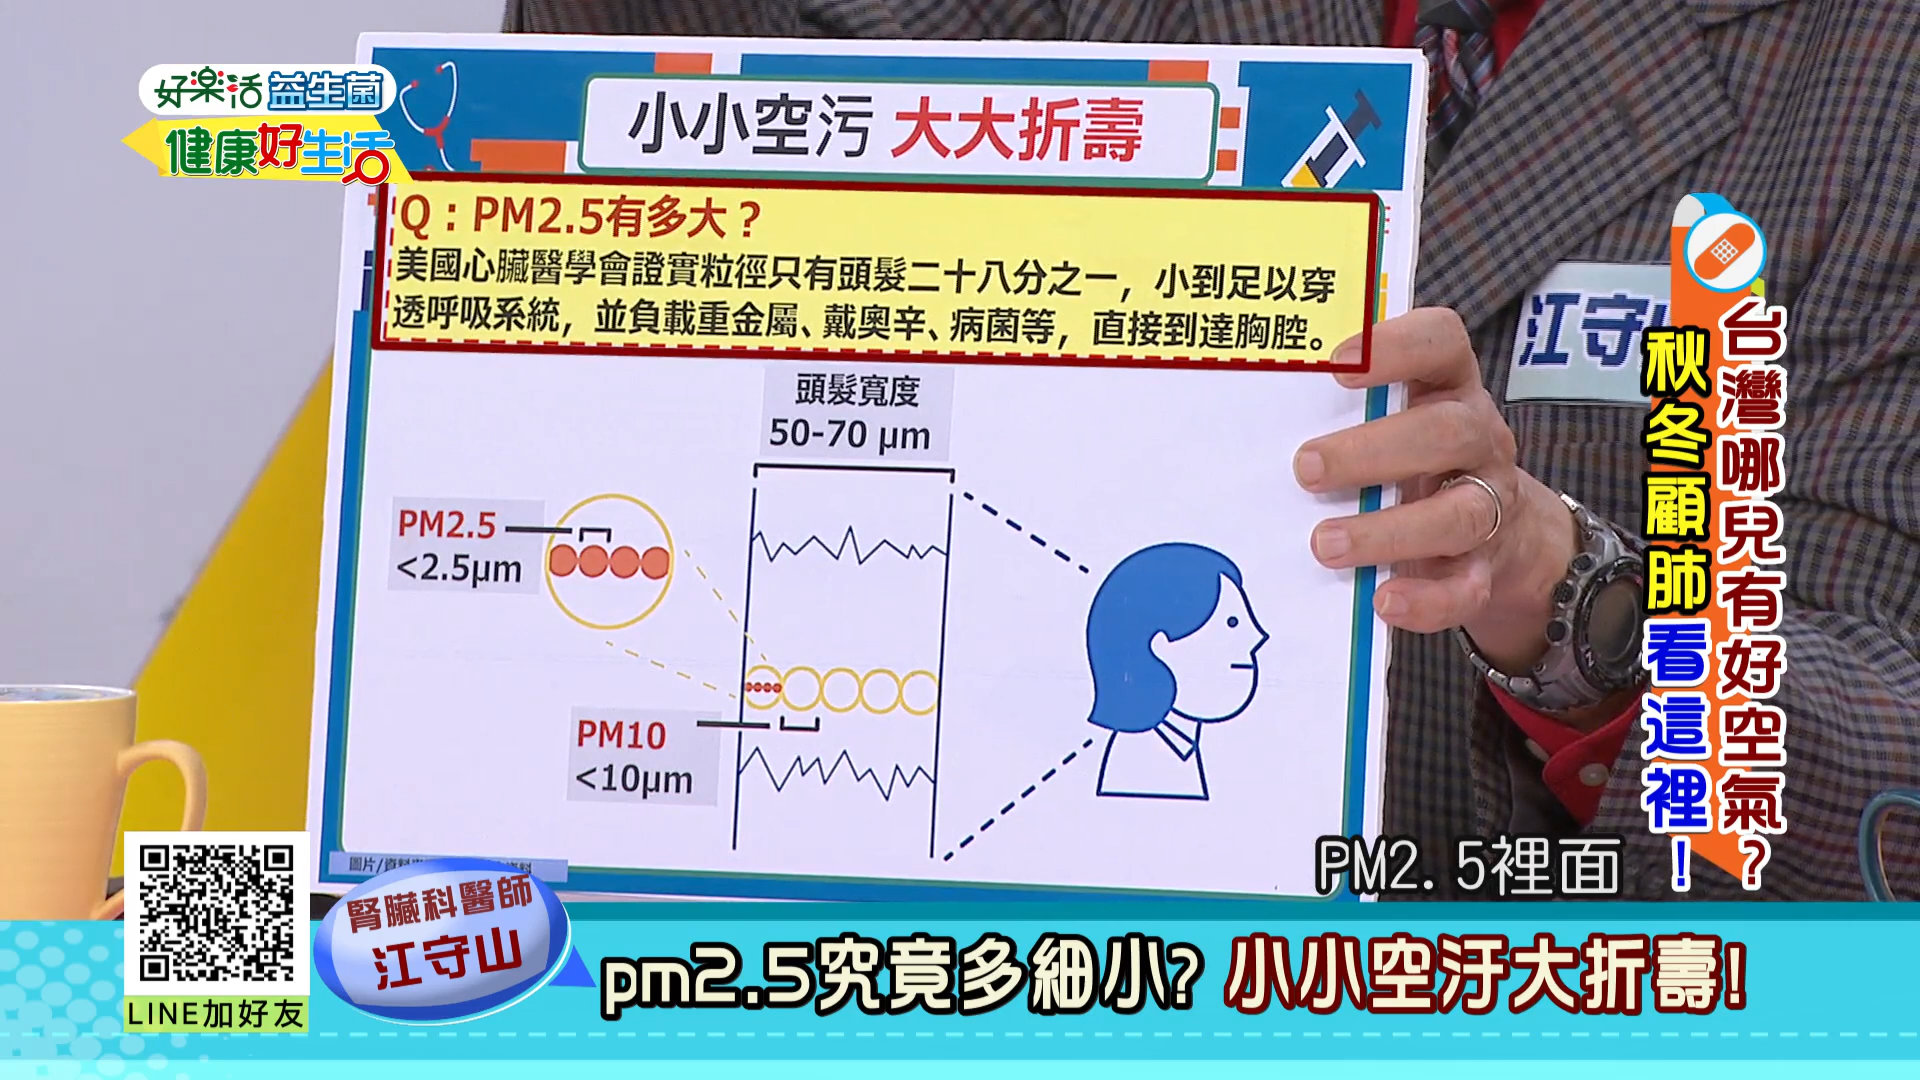 好樂活益生菌
健康好生活
小小空污 大大折壽
Q：PM2.5有多大？
美國心臟醫學會證實粒徑只有頭髮二十八分之一，小到足以穿
透呼吸系統，並負載重金屬、戴奧辛、病菌等，直接到達胸腔。
頭髮寬度
50-70 μm
PM2.5
<2.5μm
PM10
<10μm
圖片/資料
江守
台灣哪兒有好空氣？
秋冬顧肺看這裡！
PM2.5裡面
腎臟科醫師
江守山
pm2.5究竟多細小? 小小空汙大折壽!
LINE加好友